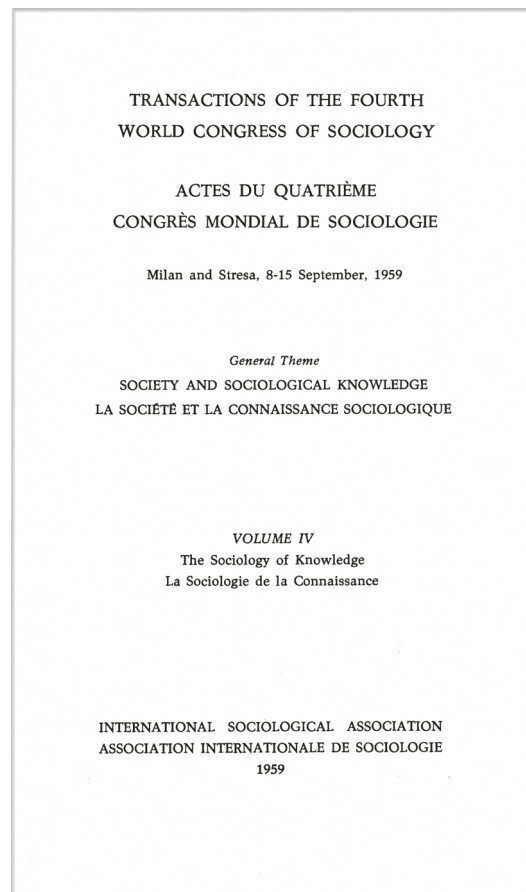 TRANSACTIONS OF THE FOURTH
WORLD CONGRESS OF SOCIOLOGY
ACTES DU QUATRIÈME
CONGRÈS MONDIAL DE SOCIOLOGIE
Milan and Stresa, 8-15 September, 1959
General Theme
SOCIETY AND SOCIOLOGICAL KNOWLEDGE
LA SOCIÉTÉ ET LA CONNAISSANCE SOCIOLOGIQUE
VOLUME IV
The Sociology of Knowledge
La Sociologie de la Connaissance
INTERNATIONAL SOCIOLOGICAL ASSOCIATION
ASSOCIATION INTERNATIONALE DE SOCIOLOGIE
1959